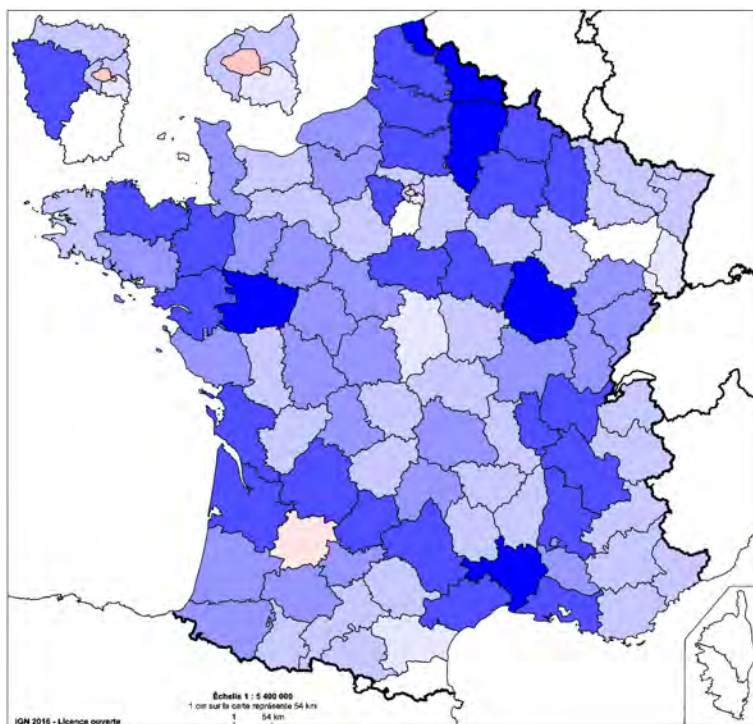 Échelle 1 : 5 400 000
1 cm sur la carte représente 54 km
1 54 km
IGN 2016 - Licence ouverte